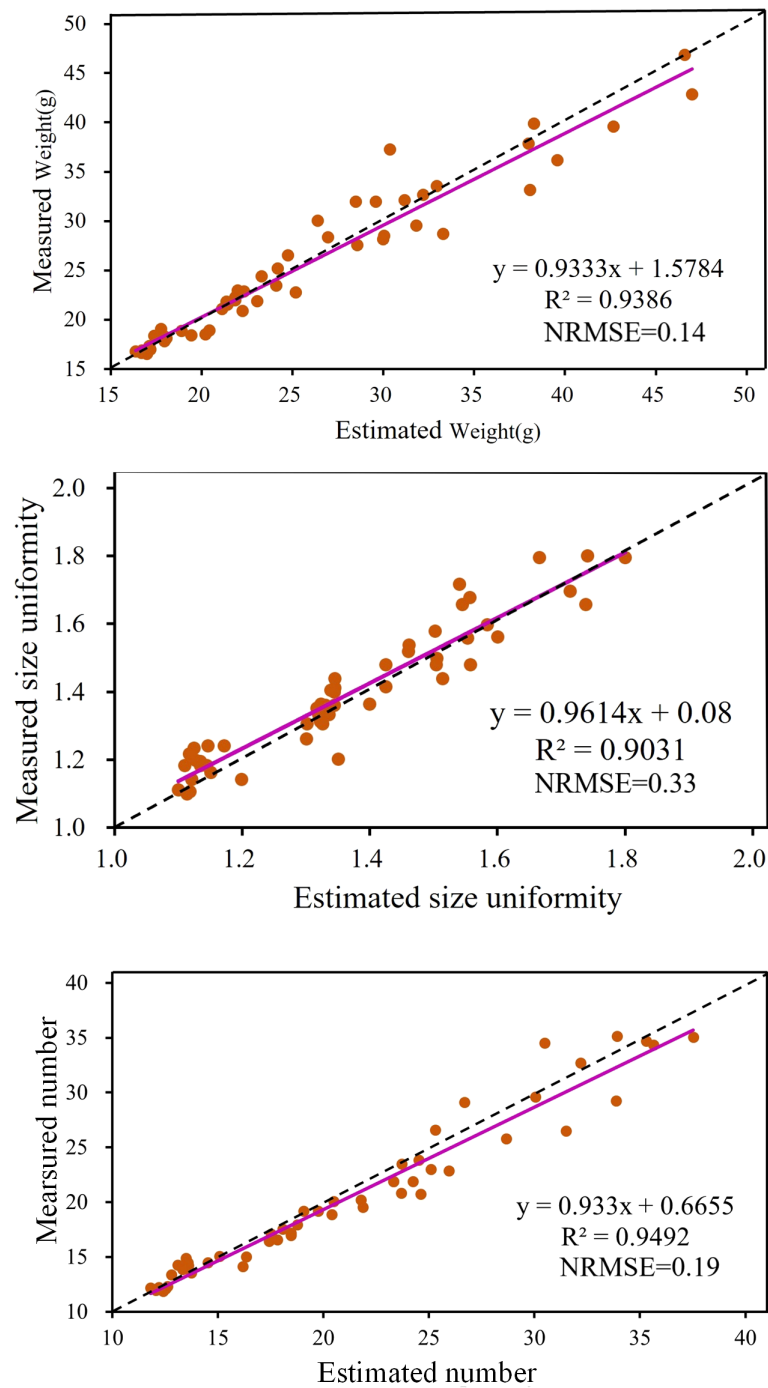 50
45
40
35
30
25
20
15
Measured Weight(g)
y = 0.9333x + 1.5784
R² = 0.9386
NRMSE=0.14
15 20 25 30 35 40 45 50
Estimated Weight(g)
2.0
1.8
1.6
1.4
1.2
1.0
Measured size uniformity
y = 0.9614x + 0.08
R² = 0.9031
NRMSE=0.33
1.0 1.2 1.4 1.6 1.8 2.0
Estimated size uniformity
40
35
30
25
20
15
10
Mearsured number
y = 0.933x + 0.6655
R² = 0.9492
NRMSE=0.19
10 15 20 25 30 35 40
Estimated number